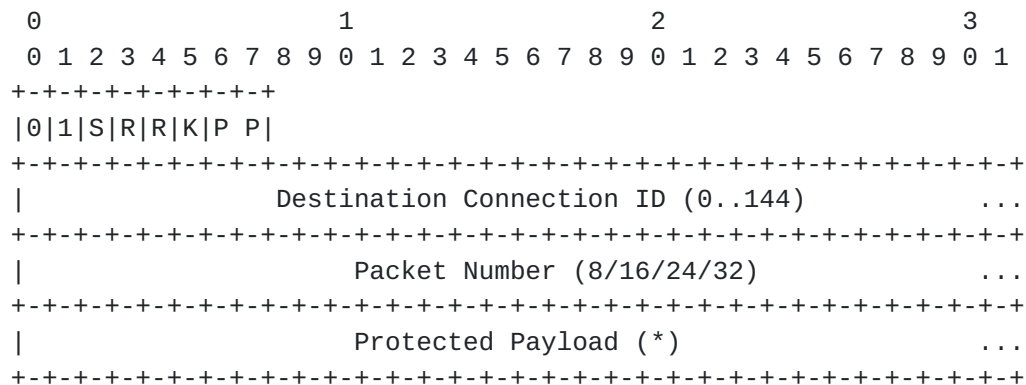 0                   1                   2                   3
 0 1 2 3 4 5 6 7 8 9 0 1 2 3 4 5 6 7 8 9 0 1 2 3 4 5 6 7 8 9 0 1
+-+-+-+-+-+-+-+-+
|0|1|S|R|R|K|P P|
+-+-+-+-+-+-+-+-+-+-+-+-+-+-+-+-+-+-+-+-+-+-+-+-+-+-+-+-+-+-+-+-+
|                Destination Connection ID (0..144)           ...
+-+-+-+-+-+-+-+-+-+-+-+-+-+-+-+-+-+-+-+-+-+-+-+-+-+-+-+-+-+-+-+-+
|                     Packet Number (8/16/24/32)              ...
+-+-+-+-+-+-+-+-+-+-+-+-+-+-+-+-+-+-+-+-+-+-+-+-+-+-+-+-+-+-+-+-+
|                     Protected Payload (*)                   ...
+-+-+-+-+-+-+-+-+-+-+-+-+-+-+-+-+-+-+-+-+-+-+-+-+-+-+-+-+-+-+-+-+